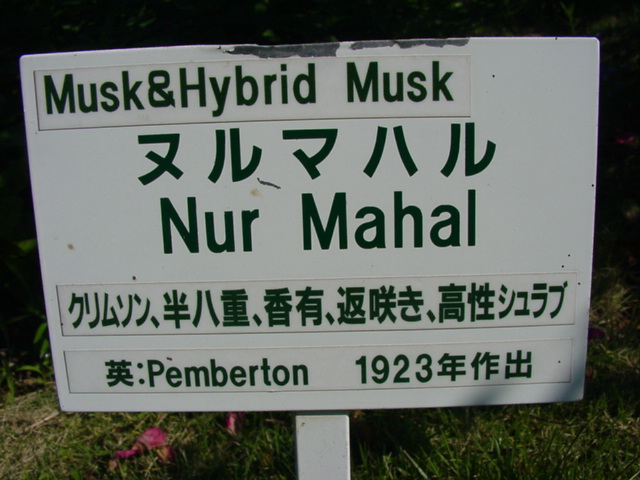 Musk&Hybrid Musk
ヌルマハル
Nur Mahal
クリムソン、半八重、香有、返咲き、高性シュラブ
英:Pemberton 1923年作出